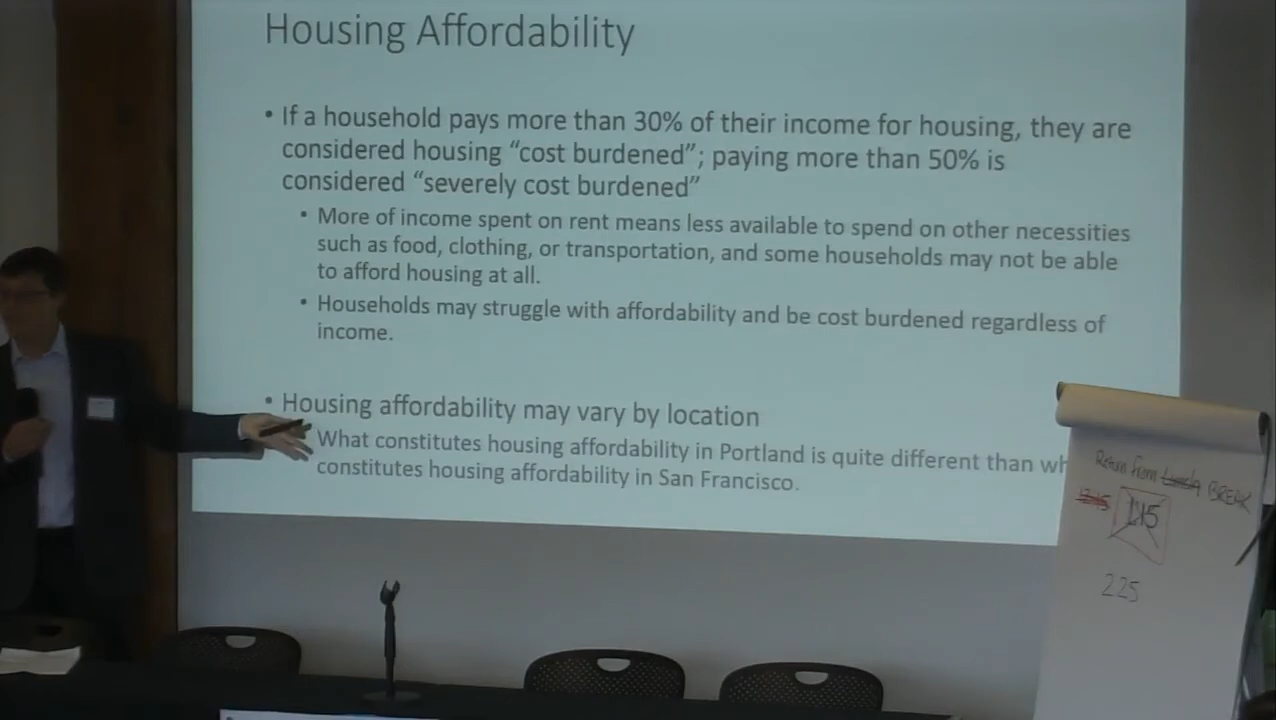 Housing Affordability
• If a household pays more than 30% of their income for housing, they are
considered housing “cost burdened”; paying more than 50% is
considered “severely cost burdened”
• More of income spent on rent means less available to spend on other necessities
such as food, clothing, or transportation, and some households may not be able
to afford housing at all.
• Households may struggle with affordability and be cost burdened regardless of
income.
• Housing affordability may vary by location
What constitutes housing affordability in Portland is quite different than wh
constitutes housing affordability in San Francisco.
Return from BREAK
1:15
225